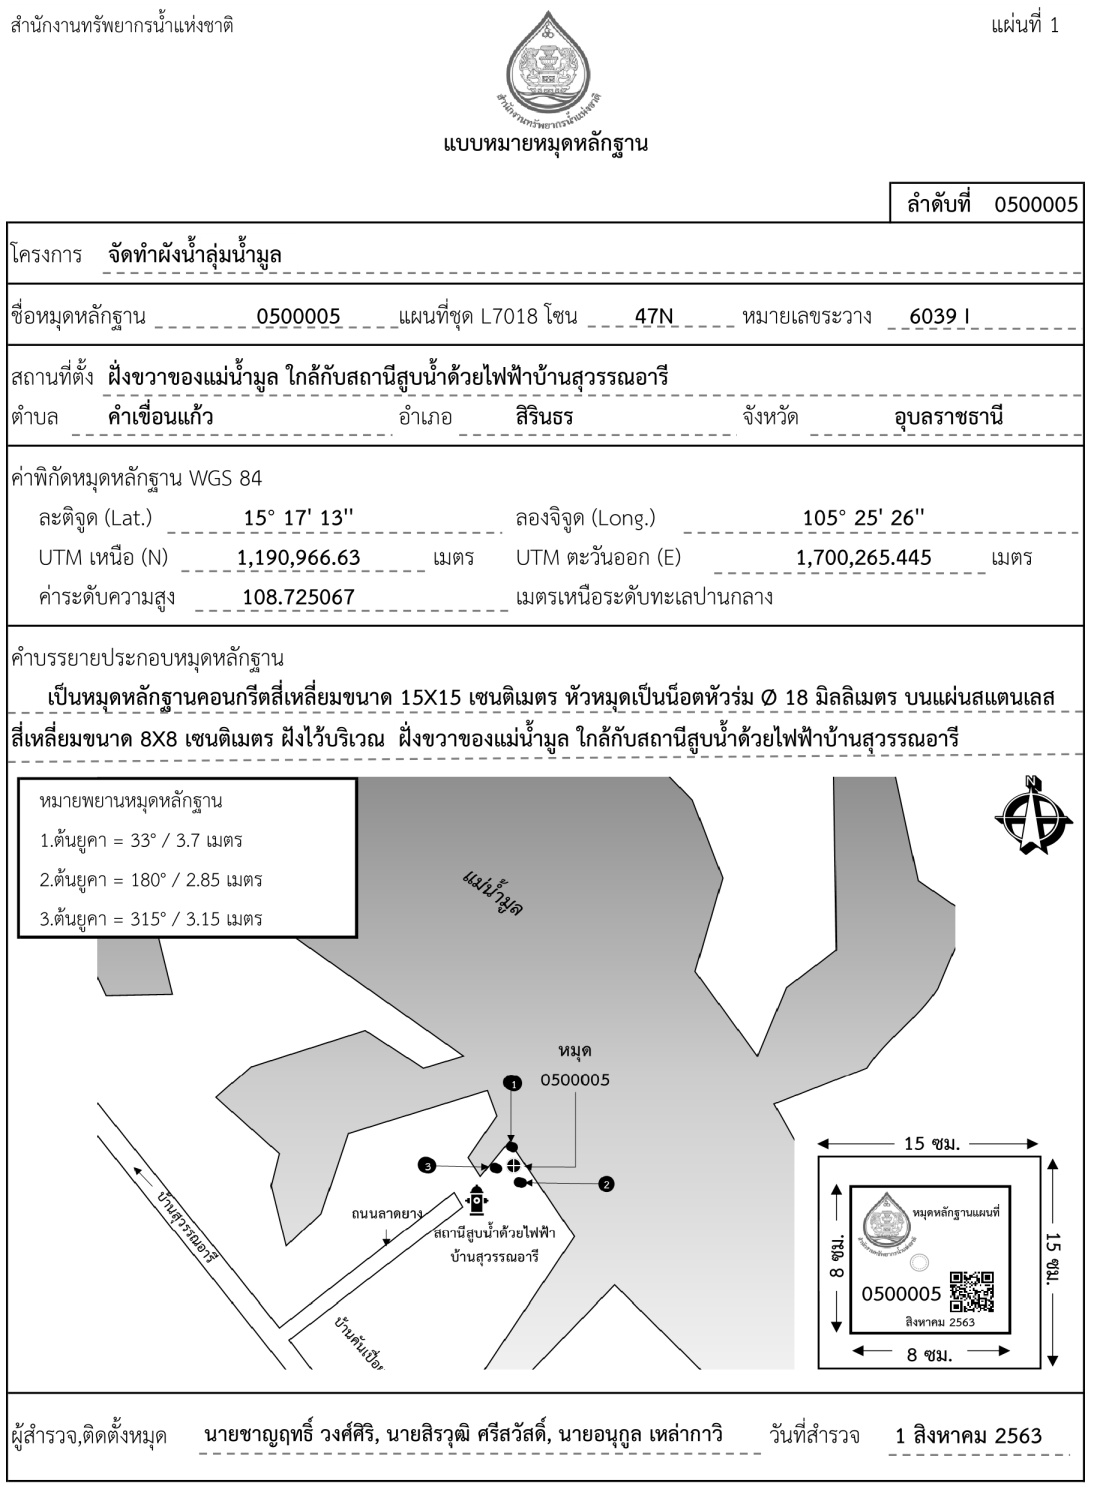 สำนักงานทรัพยากรน้ำแห่งชาติ
แผ่นที่ 1
สำนักงานทรัพยากรน้ำแห่งชาติ
แบบหมายหมุดหลักฐาน
ลำดับที่ 0500005
โครงการ จัดทำผังน้ำลุ่มน้ำมูล
ชื่อหมุดหลักฐาน 0500005 แผนที่ชุด L7018 โซน 47N หมายเลขระวาง 6039 I
สถานที่ตั้ง ฝั่งขวาของแม่น้ำมูล ใกล้กับสถานีสูบน้ำด้วยไฟฟ้าบ้านสุวรรณอารี
ตำบล คำเขื่อนแก้ว อำเภอ สิรินธร จังหวัด อุบลราชธานี
ค่าพิกัดหมุดหลักฐาน WGS 84
ละติจูด (Lat.) 15° 17' 13'' ลองจิจูด (Long.) 105° 25' 26''
UTM เหนือ (N) 1,190,966.63 เมตร UTM ตะวันออก (E) 1,700,265.445 เมตร
ค่าระดับความสูง 108.725067 เมตรเหนือระดับทะเลปานกลาง
คำบรรยายประกอบหมุดหลักฐาน
เป็นหมุดหลักฐานคอนกรีตสี่เหลี่ยมขนาด 15X15 เซนติเมตร หัวหมุดเป็นน็อตหัวร่ม Ø 18 มิลลิเมตร บนแผ่นสแตนเลส
สี่เหลี่ยมขนาด 8X8 เซนติเมตร ฝังไว้บริเวณ ฝั่งขวาของแม่น้ำมูล ใกล้กับสถานีสูบน้ำด้วยไฟฟ้าบ้านสุวรรณอารี
หมายพยานหมุดหลักฐาน
1.ต้นยูคา = 33° / 3.7 เมตร
2.ต้นยูคา = 180° / 2.85 เมตร
3.ต้นยูคา = 315° / 3.15 เมตร
N
แม่น้ำมูล
หมุด
0500005
1
3
2
ถนนลาดยาง
สถานีสูบน้ำด้วยไฟฟ้า
บ้านสุวรรณอารี
บ้านสุวรรณอารี
15 ซม.
15 ซม.
8 ซม.
หมุดหลักฐานแผนที่
สำนักงานทรัพยากรน้ำแห่งชาติ
0500005
สิงหาคม 2563
8 ซม.
ผู้สำรวจ,ติดตั้งหมุด นายชาญฤทธิ์ วงศ์ศิริ, นายสิรวุฒิ ศรีสวัสดิ์, นายอนุกูล เหล่ากาวิ วันที่สำรวจ 1 สิงหาคม 2563